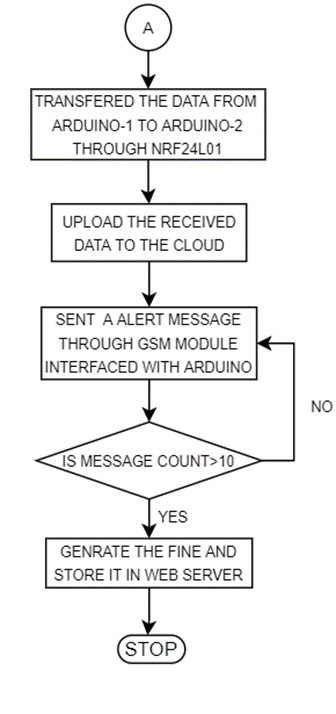 A
TRANSFERED THE DATA FROM
ARDUINO-1 TO ARDUINO-2
THROUGH NRF24L01
UPLOAD THE RECEIVED
DATA TO THE CLOUD
SENT A ALERT MESSAGE
THROUGH GSM MODULE
INTERFACED WITH ARDUINO
NO
IS MESSAGE COUNT>10
YES
GENRATE THE FINE AND
STORE IT IN WEB SERVER
STOP